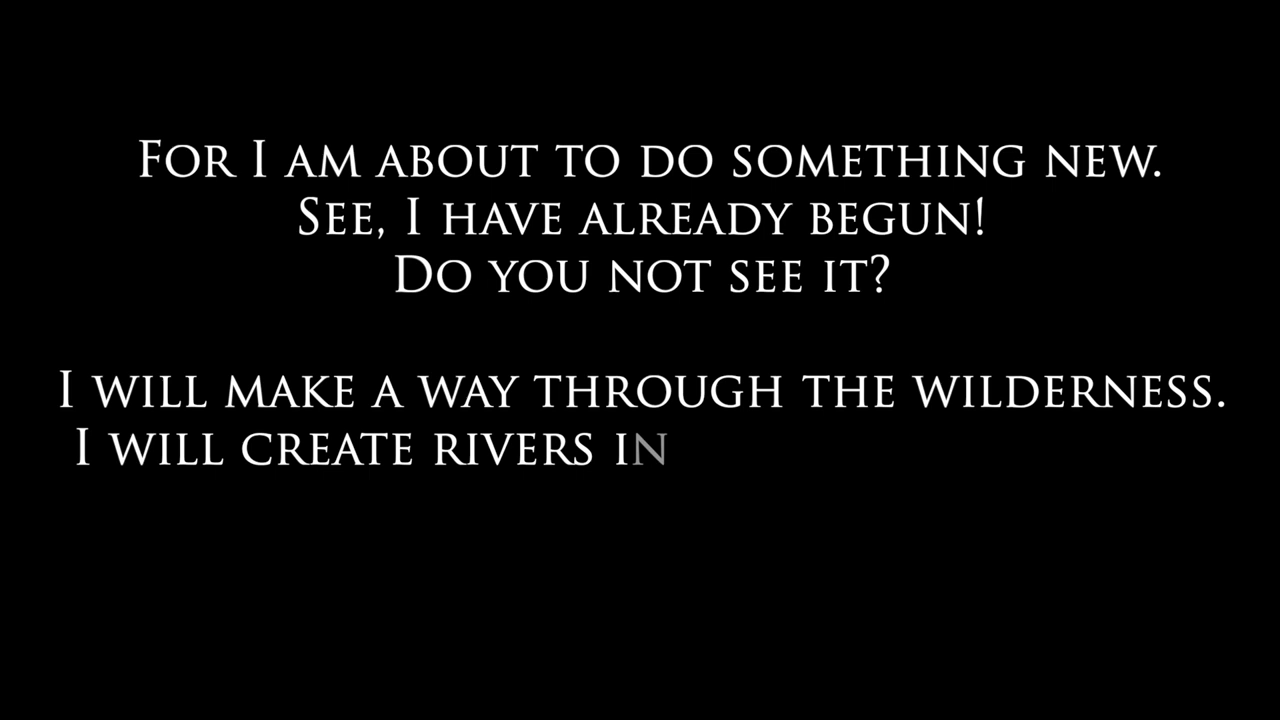 For I am about to do something new.
See, I have already begun!
Do you not see it?
I will make a way through the wilderness.
I will create rivers in